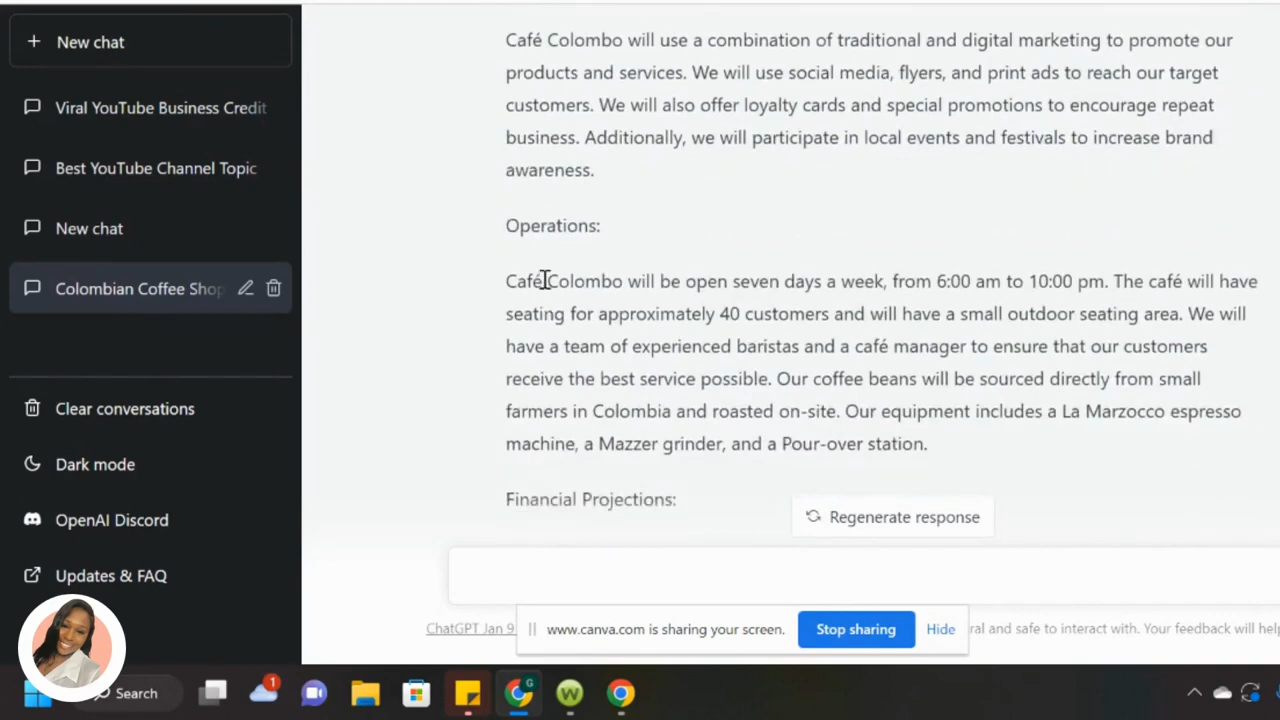 New chat
Viral YouTube Business Credit
Best YouTube Channel Topic
New chat
Colombian Coffee Shop
Clear conversations
Dark mode
OpenAI Discord
Updates & FAQ
Café Colombo will use a combination of traditional and digital marketing to promote our
products and services. We will use social media, flyers, and print ads to reach our target
customers. We will also offer loyalty cards and special promotions to encourage repeat
business. Additionally, we will participate in local events and festivals to increase brand
awareness.
Operations:
Café Colombo will be open seven days a week, from 6:00 am to 10:00 pm. The café will have
seating for approximately 40 customers and will have a small outdoor seating area. We will
have a team of experienced baristas and a café manager to ensure that our customers
receive the best service possible. Our coffee beans will be sourced directly from small
farmers in Colombia and roasted on-site. Our equipment includes a La Marzocco espresso
machine, a Mazzer grinder, and a Pour-over station.
Financial Projections:
Regenerate response
ChatGPT Jan 9
www.canva.com is sharing your screen.
Stop sharing
Hide
ral and safe to interact with. Your feedback will help
Search
1
G
W